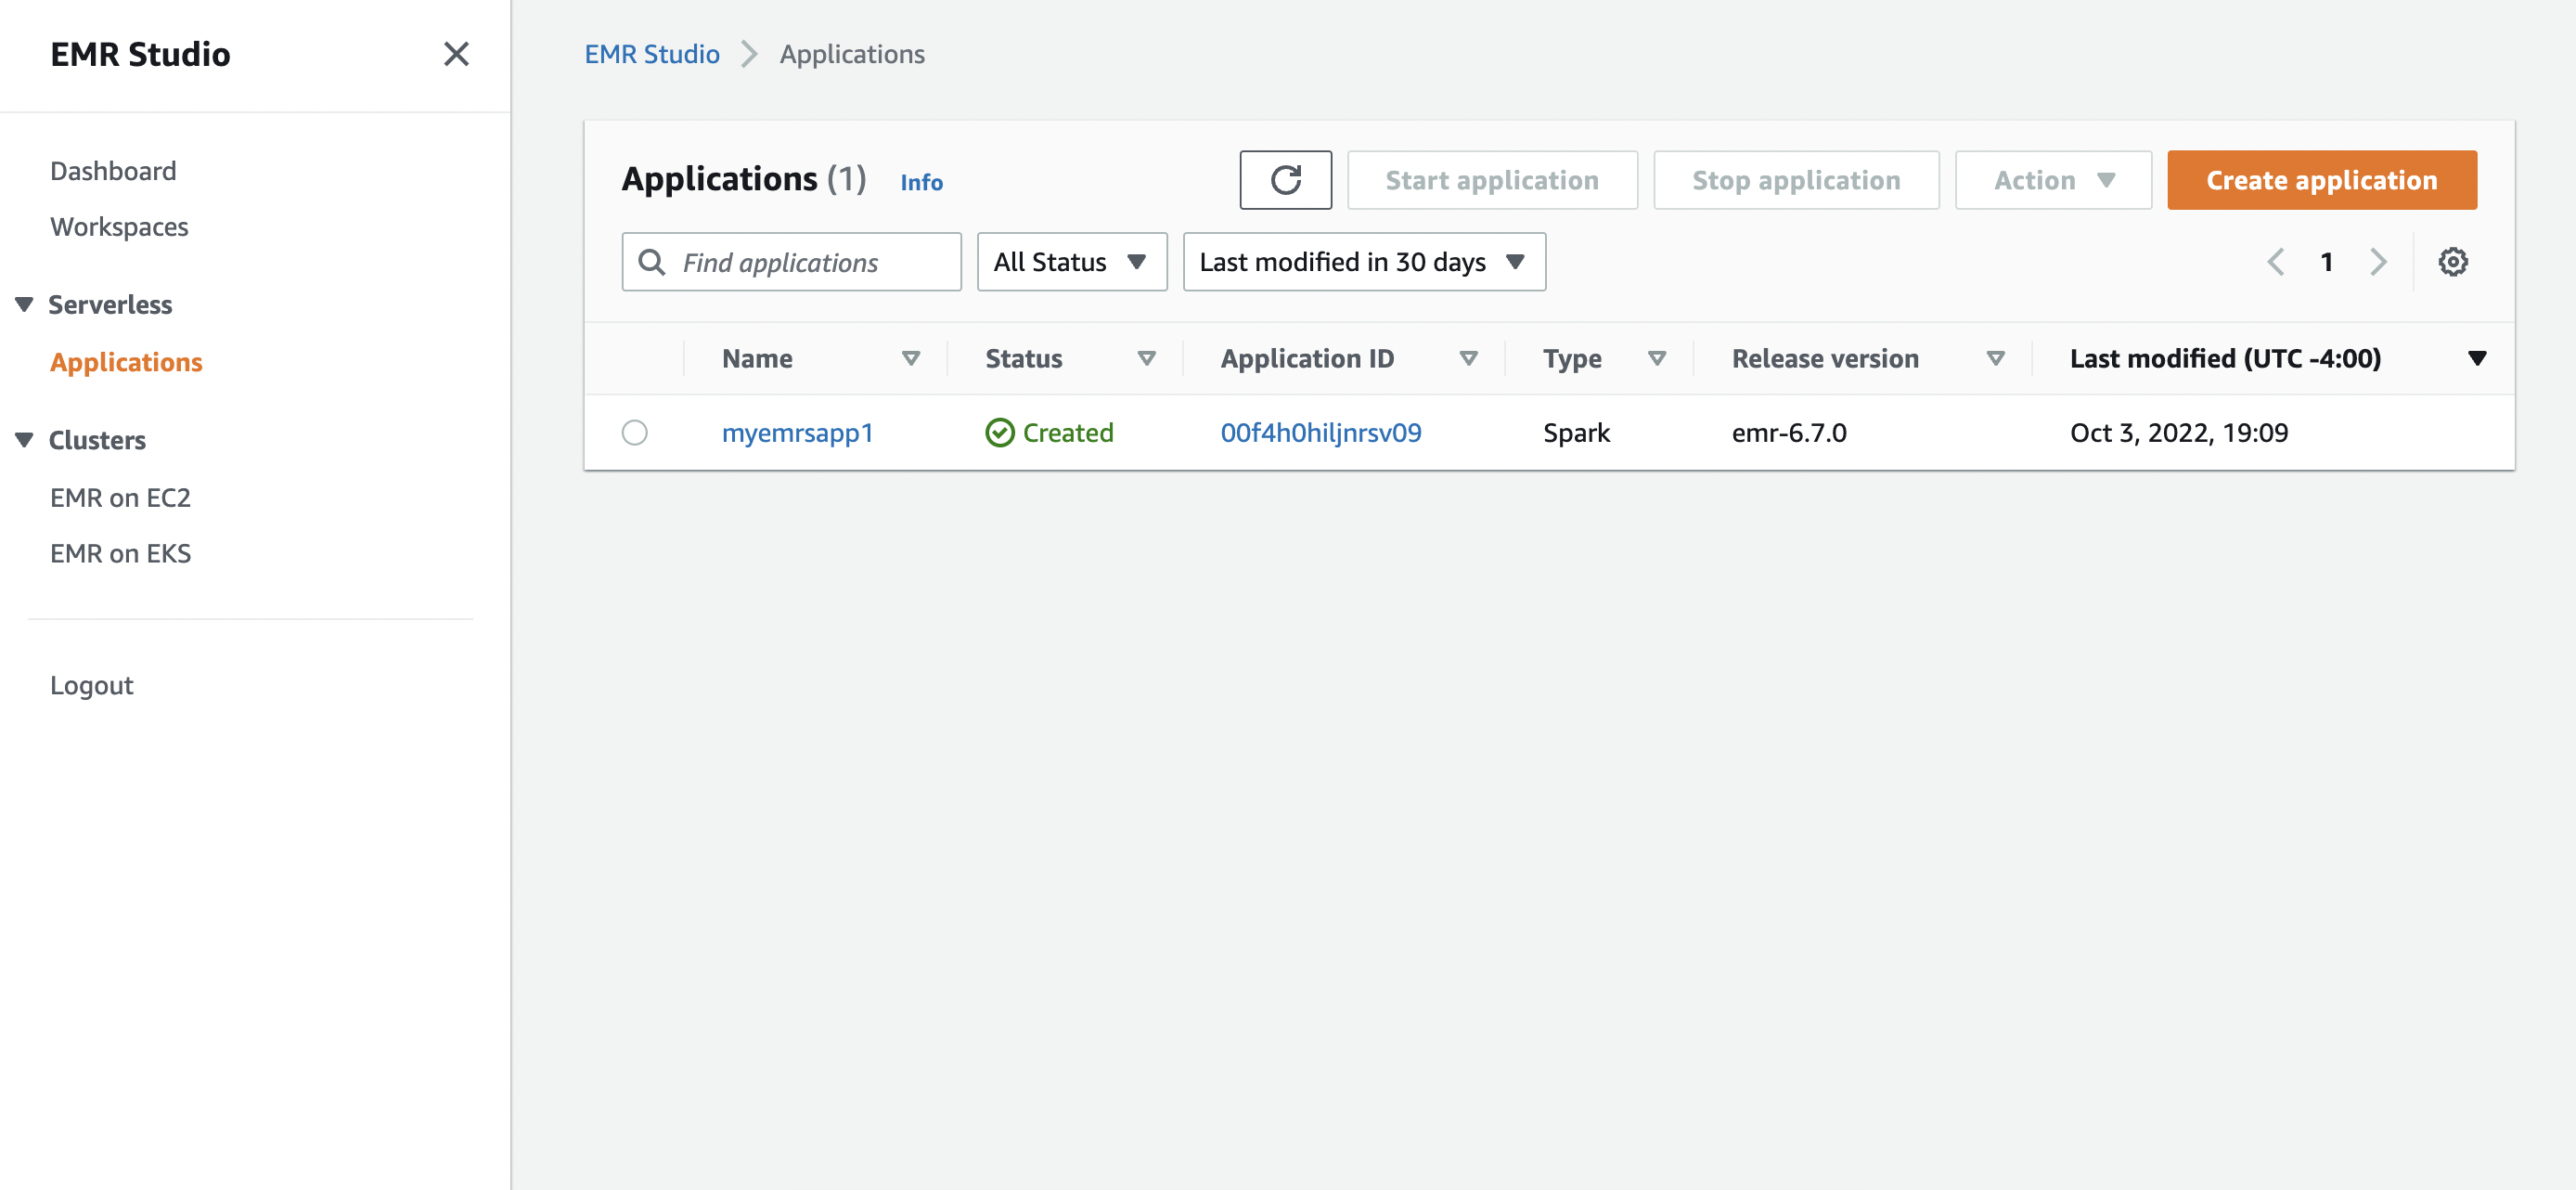 EMR Studio
Dashboard
Workspaces
Serverless
Applications
Clusters
EMR on EC2
EMR on EKS
Logout
EMR Studio Applications
Applications (1) Info Start application Stop application Action Create application
Find applications All Status Last modified in 30 days 1
Name Status Application ID Type Release version Last modified (UTC -4:00)
myemrsapp1 Created 00f4h0hiljnrsv09 Spark emr-6.7.0 Oct 3, 2022, 19:09